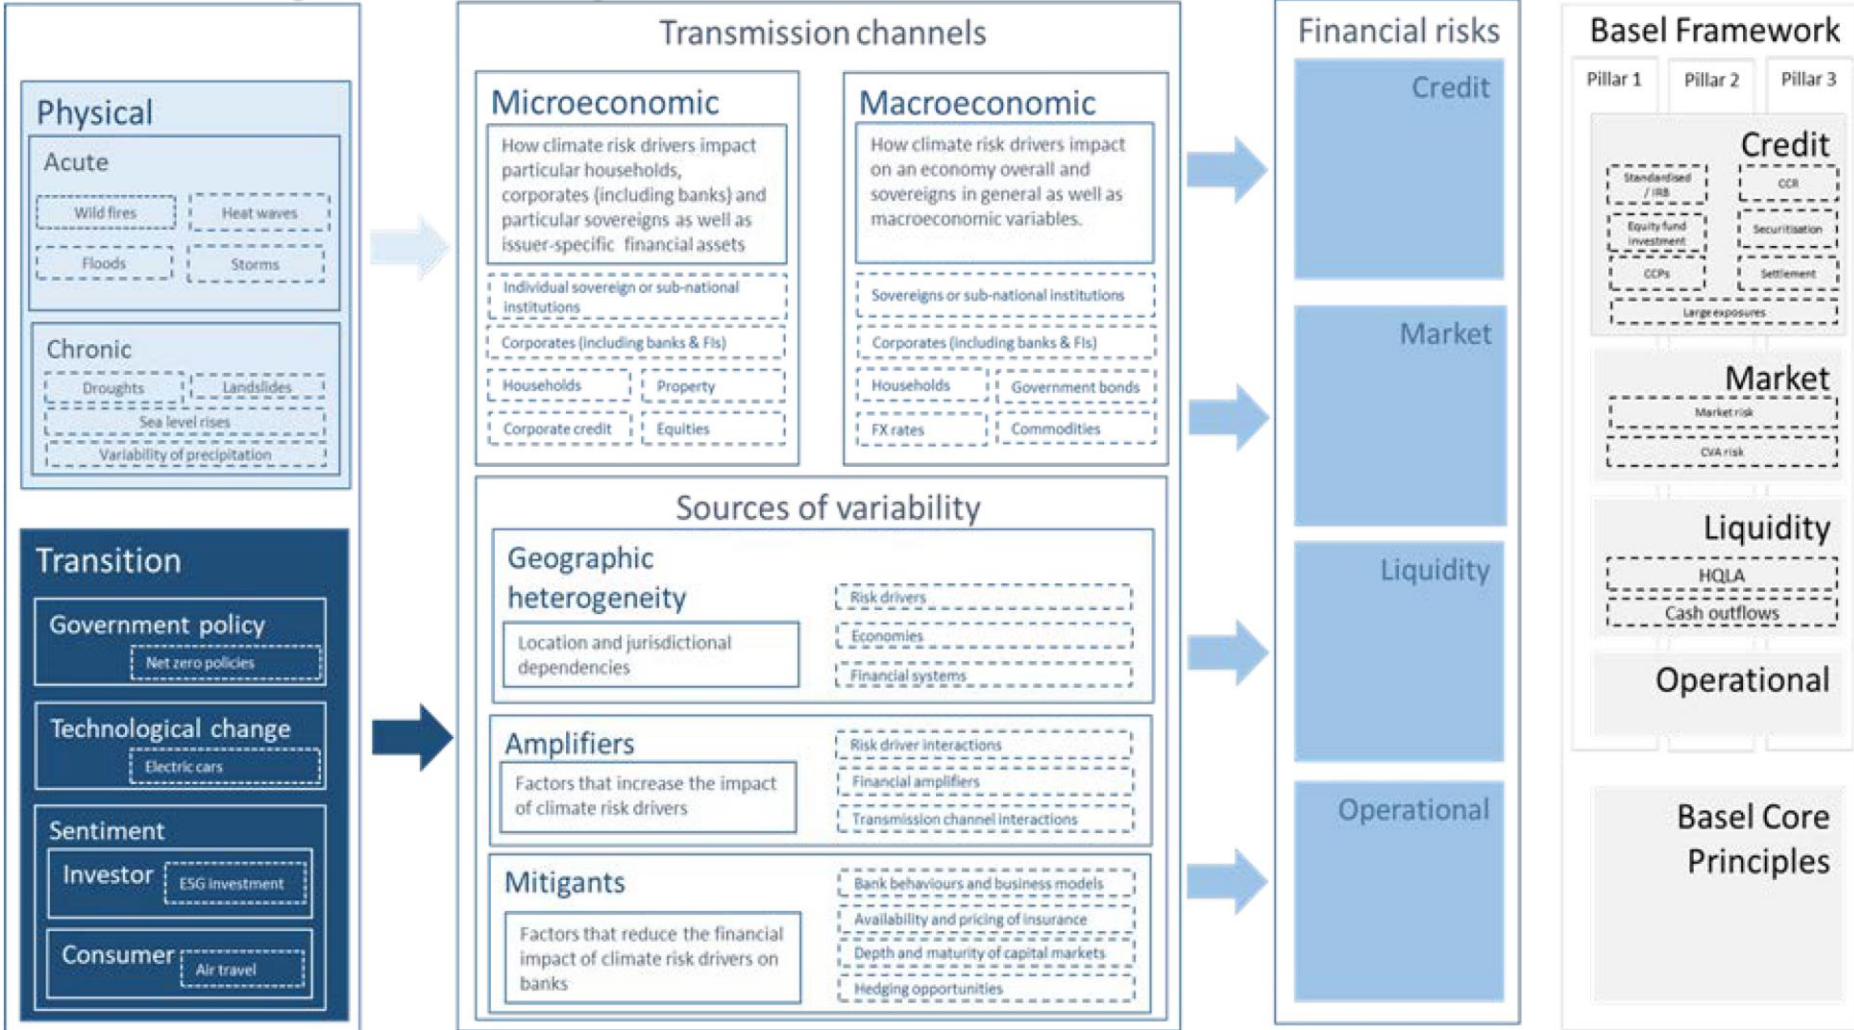 Physical
Acute
Wild fires
Heat waves
Floods
Storms
Chronic
Droughts
Landslides
Sea level rises
Variability of precipitation
Transition
Government policy
Net zero policies
Technological change
Electric cars
Sentiment
Investor
ESG investment
Consumer
Air travel
Transmission channels
Microeconomic
How climate risk drivers impact
particular households,
corporates (including banks) and
particular sovereigns as well as
issuer-specific financial assets
Individual sovereign or sub-national
institutions
Corporates (including banks & FIs)
Households
Property
Corporate credit
Equities
Macroeconomic
How climate risk drivers impact
on an economy overall and
sovereigns in general as well as
macroeconomic variables.
Sovereigns or sub-national institutions
Corporates (including banks & FIs)
Households
Government bonds
FX rates
Commodities
Sources of variability
Geographic
heterogeneity
Location and jurisdictional
dependencies
Risk drivers
Economies
Financial systems
Amplifiers
Factors that increase the impact
of climate risk drivers
Risk driver interactions
Financial amplifiers
Transmission channel interactions
Mitigants
Factors that reduce the financial
impact of climate risk drivers on
banks
Bank behaviours and business models
Availability and pricing of insurance
Depth and maturity of capital markets
Hedging opportunities
Financial risks
Credit
Market
Liquidity
Operational
Basel Framework
Pillar 1
Pillar 2
Pillar 3
Credit
Standardised
/ IRB
CCR
Equity fund
investment
Securitisation
CCPs
Settlement
Large exposures
Market
Market risk
CVA risk
Liquidity
HQLA
Cash outflows
Operational
Basel Core
Principles